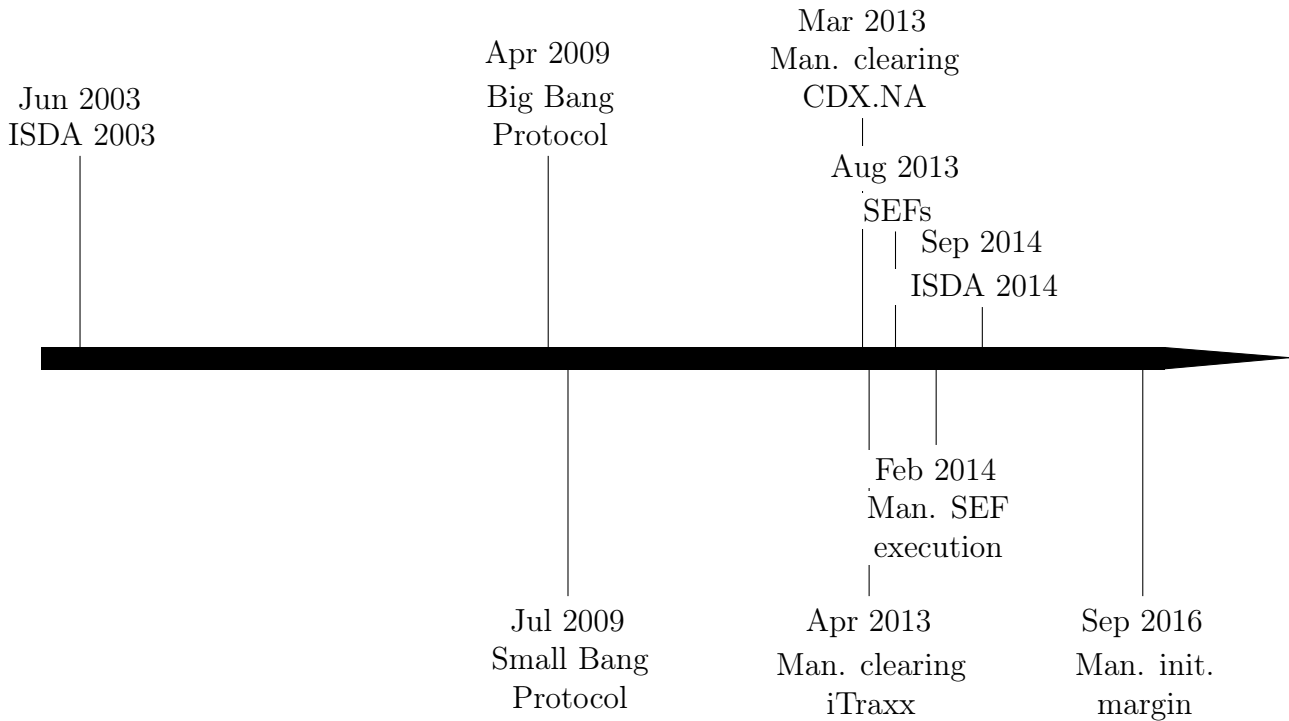 Jun 2003
ISDA 2003
Apr 2009
Big Bang
Protocol
Mar 2013
Man. clearing
CDX.NA
Aug 2013
SEFs
Sep 2014
ISDA 2014
Jul 2009
Small Bang
Protocol
Apr 2013
Man. clearing
iTraxx
Feb 2014
Man. SEF
execution
Sep 2016
Man. init.
margin